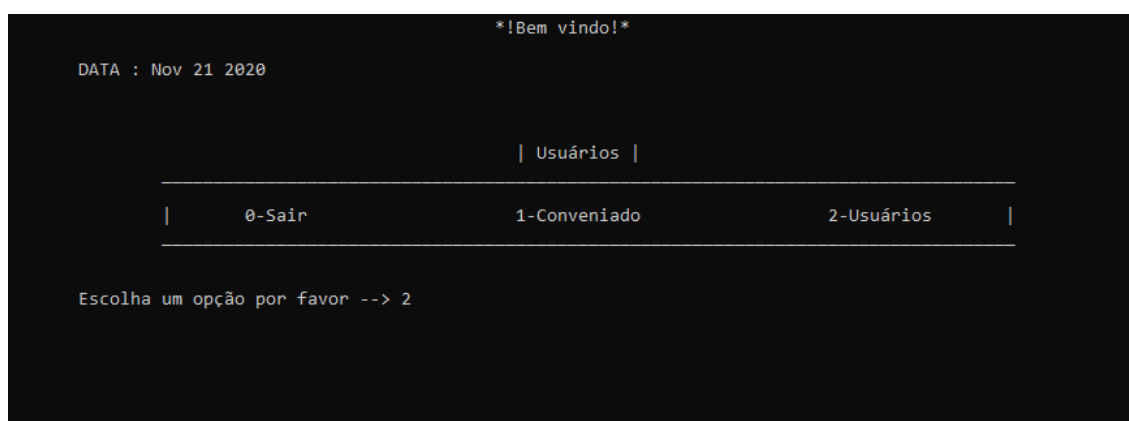 *!Bem vindo!*
DATA : Nov 21 2020
| Usuários |
| 0-Sair 1-Conveniado 2-Usuários |
Escolha um opção por favor --> 2